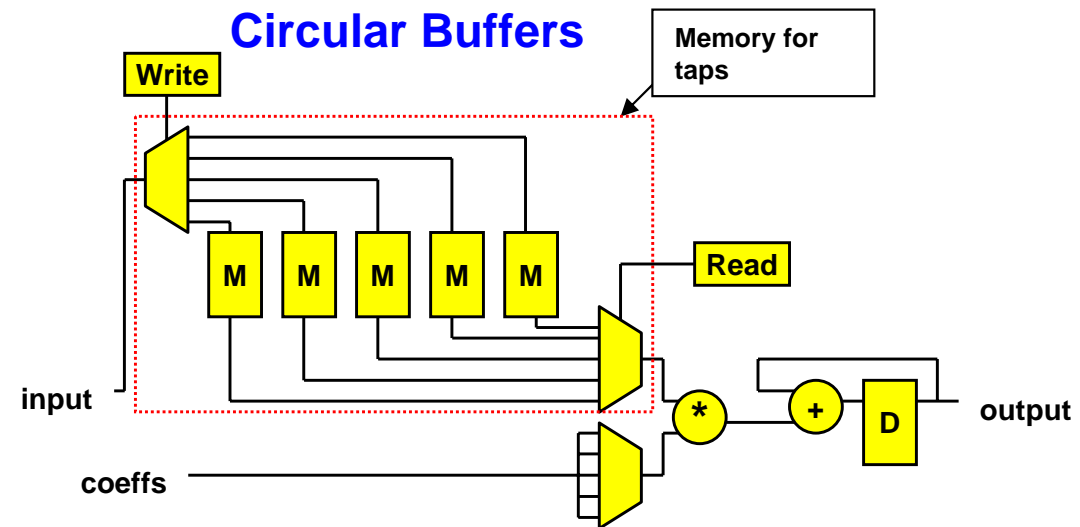 Circular Buffers
Memory for
taps
Write
M M M M M
Read
input
*
+
D
output
coeffs